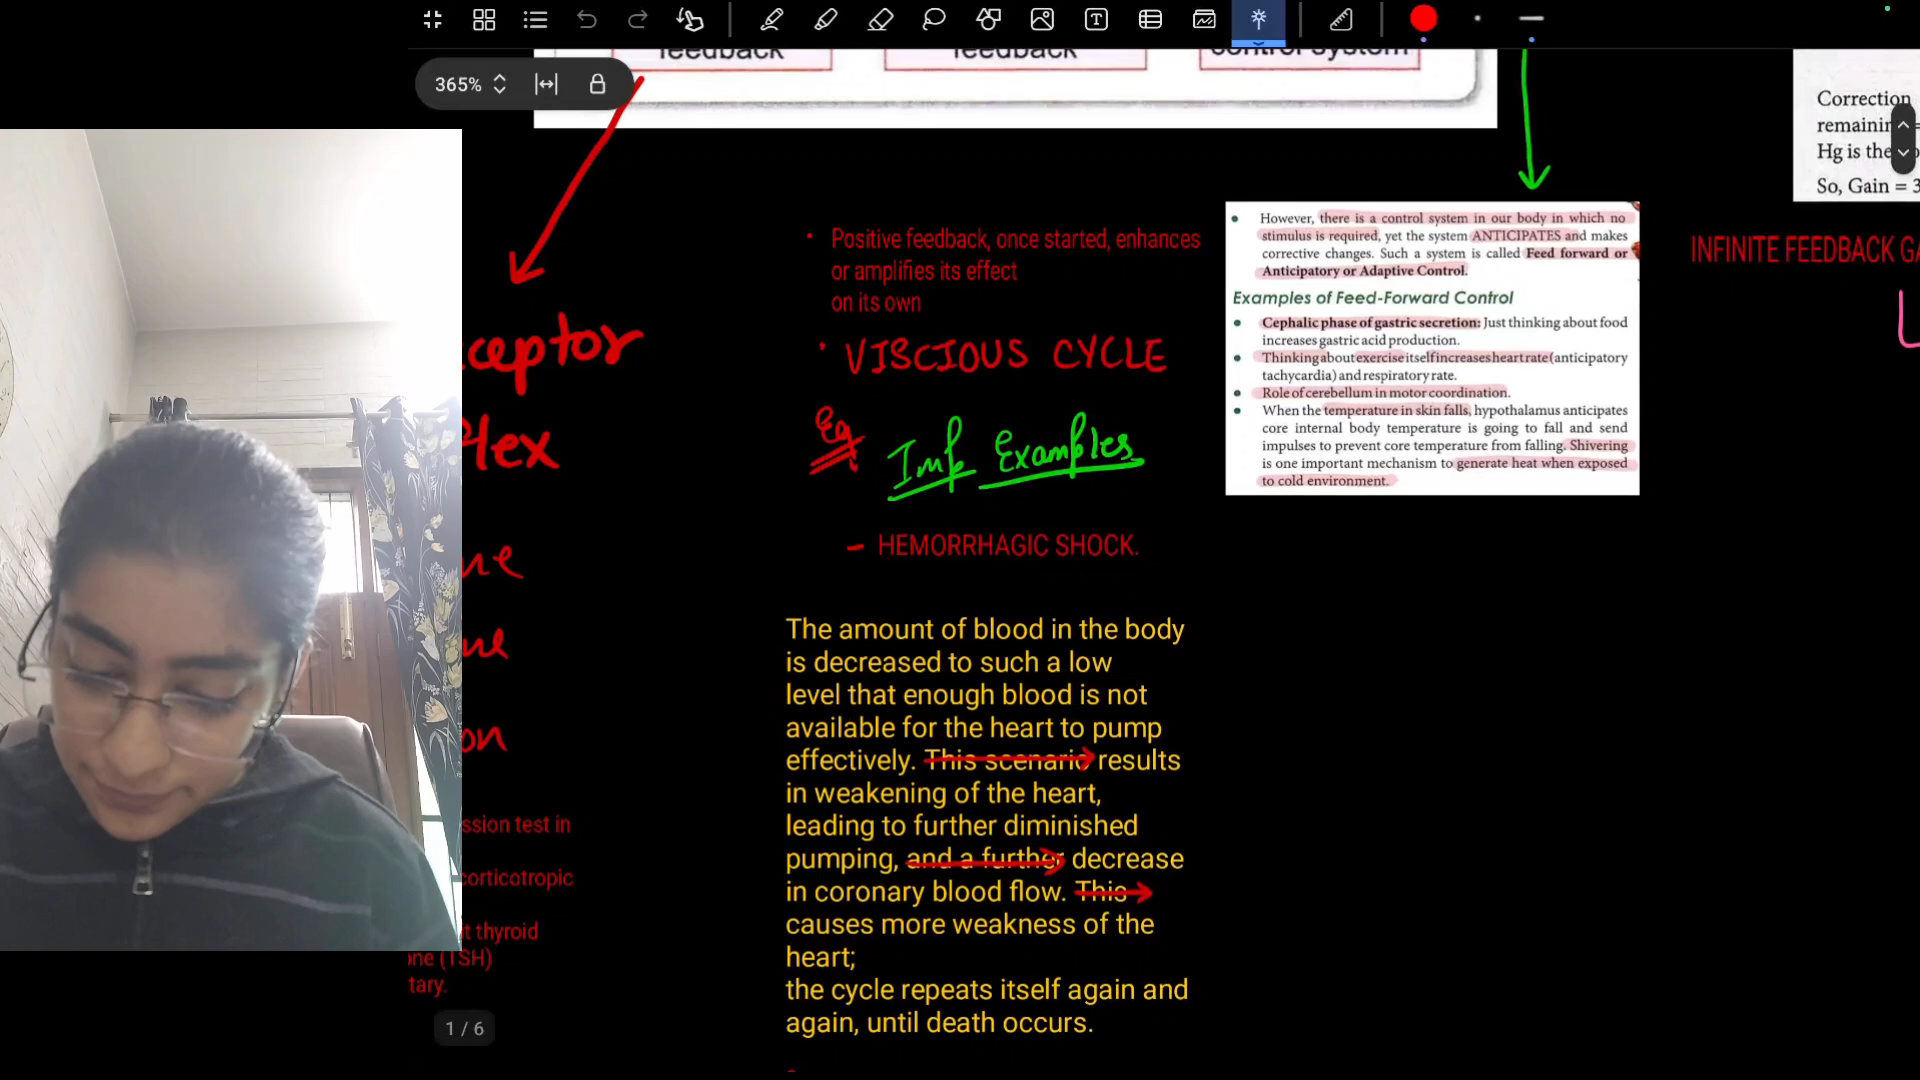 feedback
feedback
control system
365%
Correction
remainin
Hg is the
So, Gain = 3
• However, there is a control system in our body in which no
stimulus is required, yet the system ANTICIPATES and makes
corrective changes. Such a system is called Feed forward or
Anticipatory or Adaptive Control.
Examples of Feed-Forward Control
• Cephalic phase of gastric secretion: Just thinking about food
increases gastric acid production.
• Thinking about exercise itself increases heart rate (anticipatory
tachycardia) and respiratory rate.
• Role of cerebellum in motor coordination.
• When the temperature in skin falls, hypothalamus anticipates
core internal body temperature is going to fall and send
impulses to prevent core temperature from falling. Shivering
is one important mechanism to generate heat when exposed
to cold environment.
INFINITE FEEDBACK GA
• Positive feedback, once started, enhances
or amplifies its effect
on its own
• VISCIOUS CYCLE
Eg
Imp Examples
- HEMORRHAGIC SHOCK.
The amount of blood in the body
is decreased to such a low
level that enough blood is not
available for the heart to pump
effectively. This scenario results
in weakening of the heart,
leading to further diminished
pumping, and a further decrease
in coronary blood flow. This
causes more weakness of the
heart;
the cycle repeats itself again and
again, until death occurs.
ceptor
lex
ne
ne
on
ssion test in
corticotropic
t thyroid
one (TSH)
tary.
1 / 6